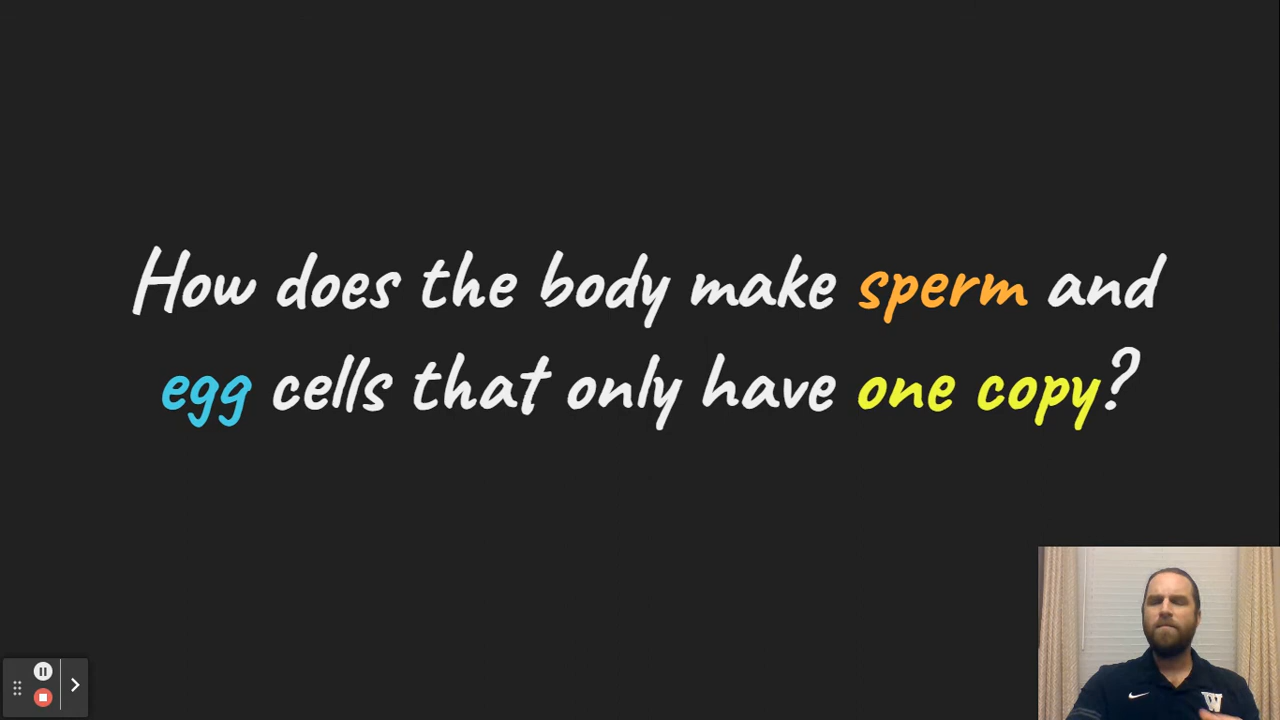 How does the body make sperm and
egg cells that only have one copy?
W